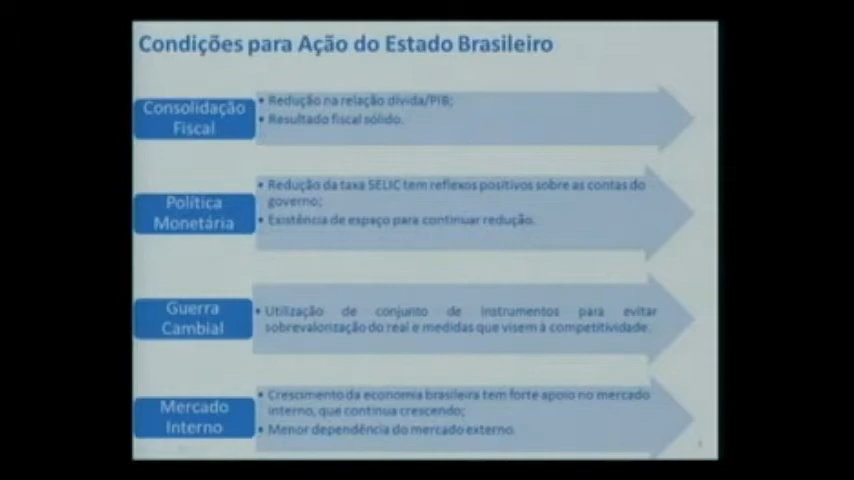 Condições para Ação do Estado Brasileiro
Consolidação
Fiscal
• Redução na relação dívida/PIB;
• Resultado fiscal sólido.
Política
Monetária
• Redução da taxa SELIC tem reflexos positivos sobre as contas do
governo;
• Existência de espaço para continuar redução.
Guerra
Cambial
• Utilização de conjunto de instrumentos para evitar
sobrevalorização do real e medidas que visem à competitividade.
Mercado
Interno
• Crescimento da economia brasileira tem forte apoio no mercado
interno, que continua crescendo;
• Menor dependência do mercado externo.